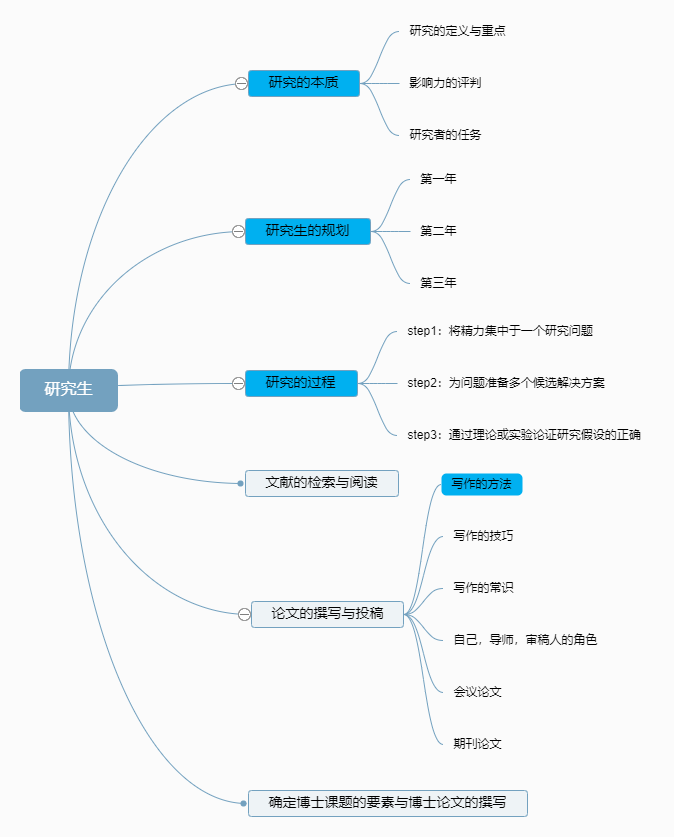 研究生
研究的本质
研究的定义与重点
影响力的评判
研究者的任务
研究生的规划
第一年
第二年
第三年
研究的过程
step1：将精力集中于一个研究问题
step2：为问题准备多个候选解决方案
step3：通过理论或实验论证研究假设的正确
文献的检索与阅读
论文的撰写与投稿
写作的方法
写作的技巧
写作的常识
自己，导师，审稿人的角色
会议论文
期刊论文
确定博士课题的要素与博士论文的撰写